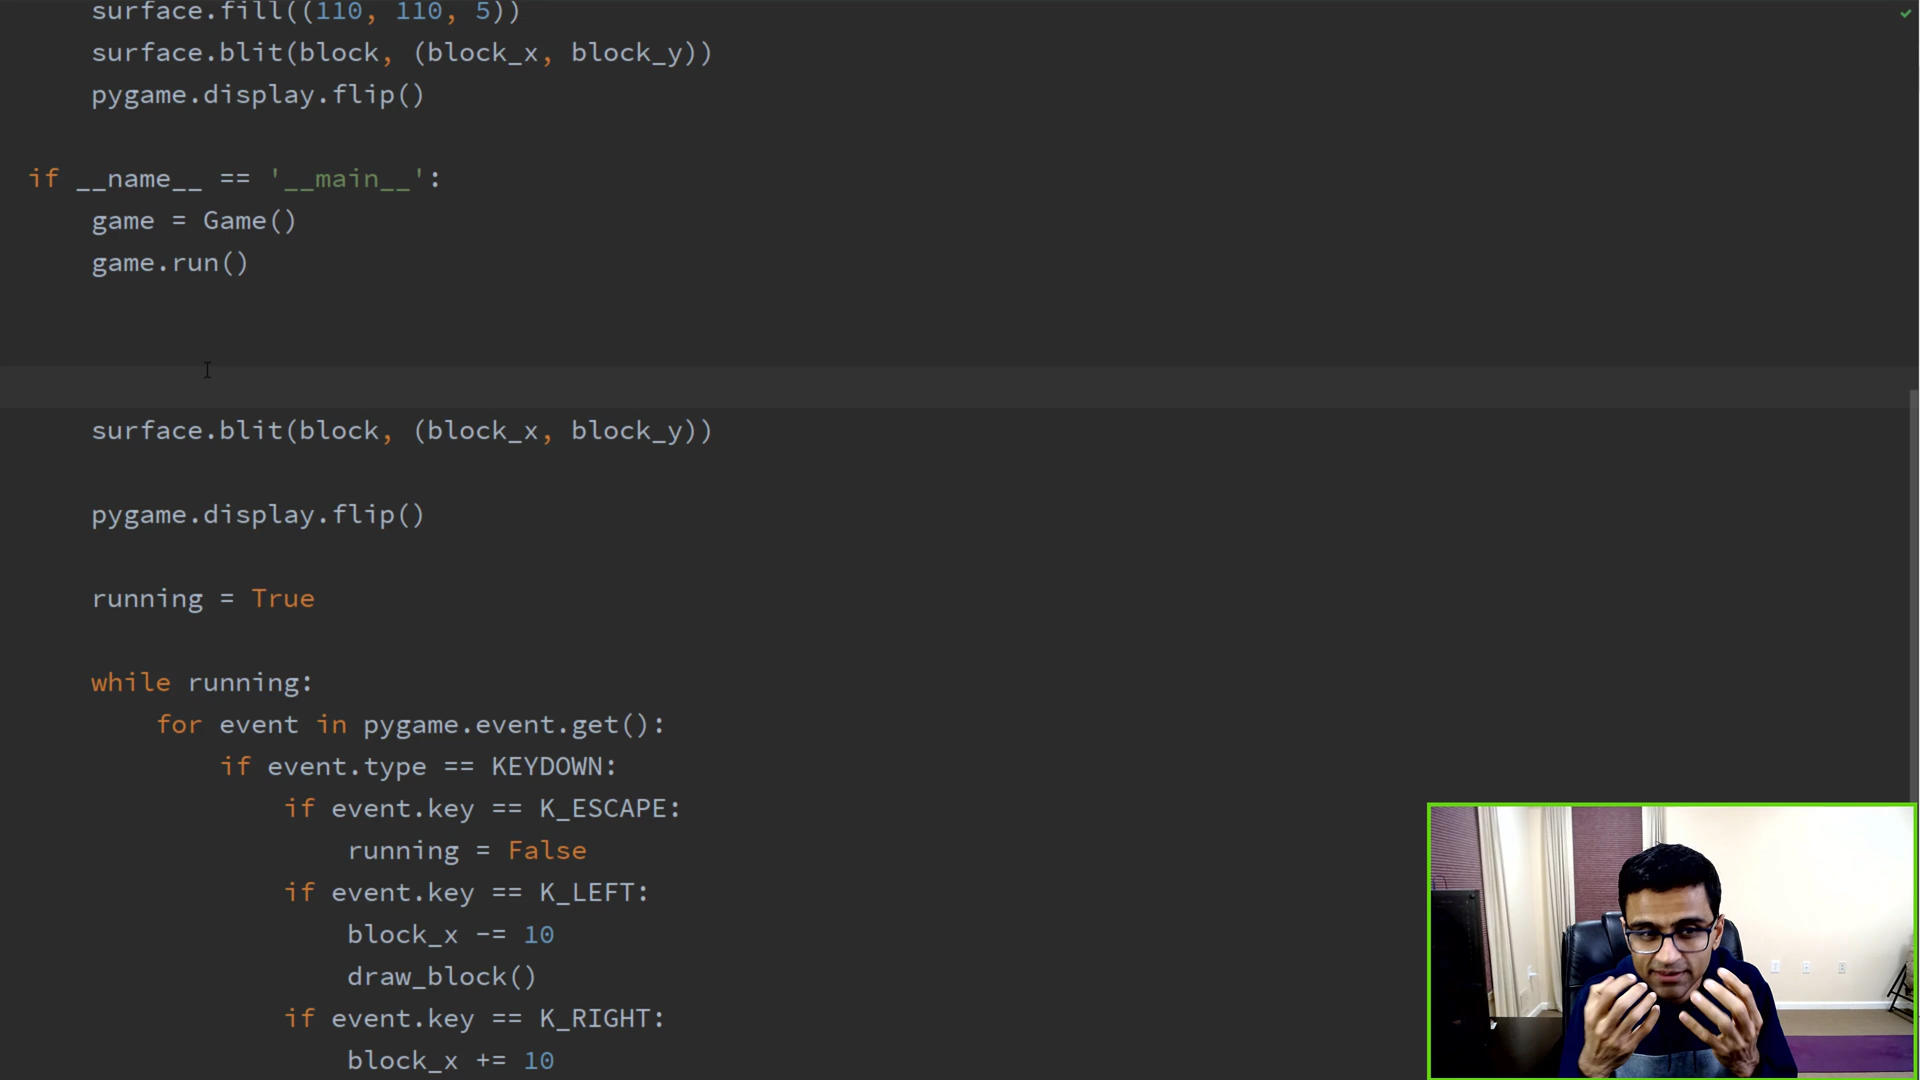 surface.fill((110, 110, 5))
surface.blit(block, (block_x, block_y))
pygame.display.flip()
if __name__ == '__main__':
game = Game()
game.run()
surface.blit(block, (block_x, block_y))
pygame.display.flip()
running = True
while running:
for event in pygame.event.get():
if event.type == KEYDOWN:
if event.key == K_ESCAPE:
running = False
if event.key == K_LEFT:
block_x -= 10
draw_block()
if event.key == K_RIGHT:
block_x += 10